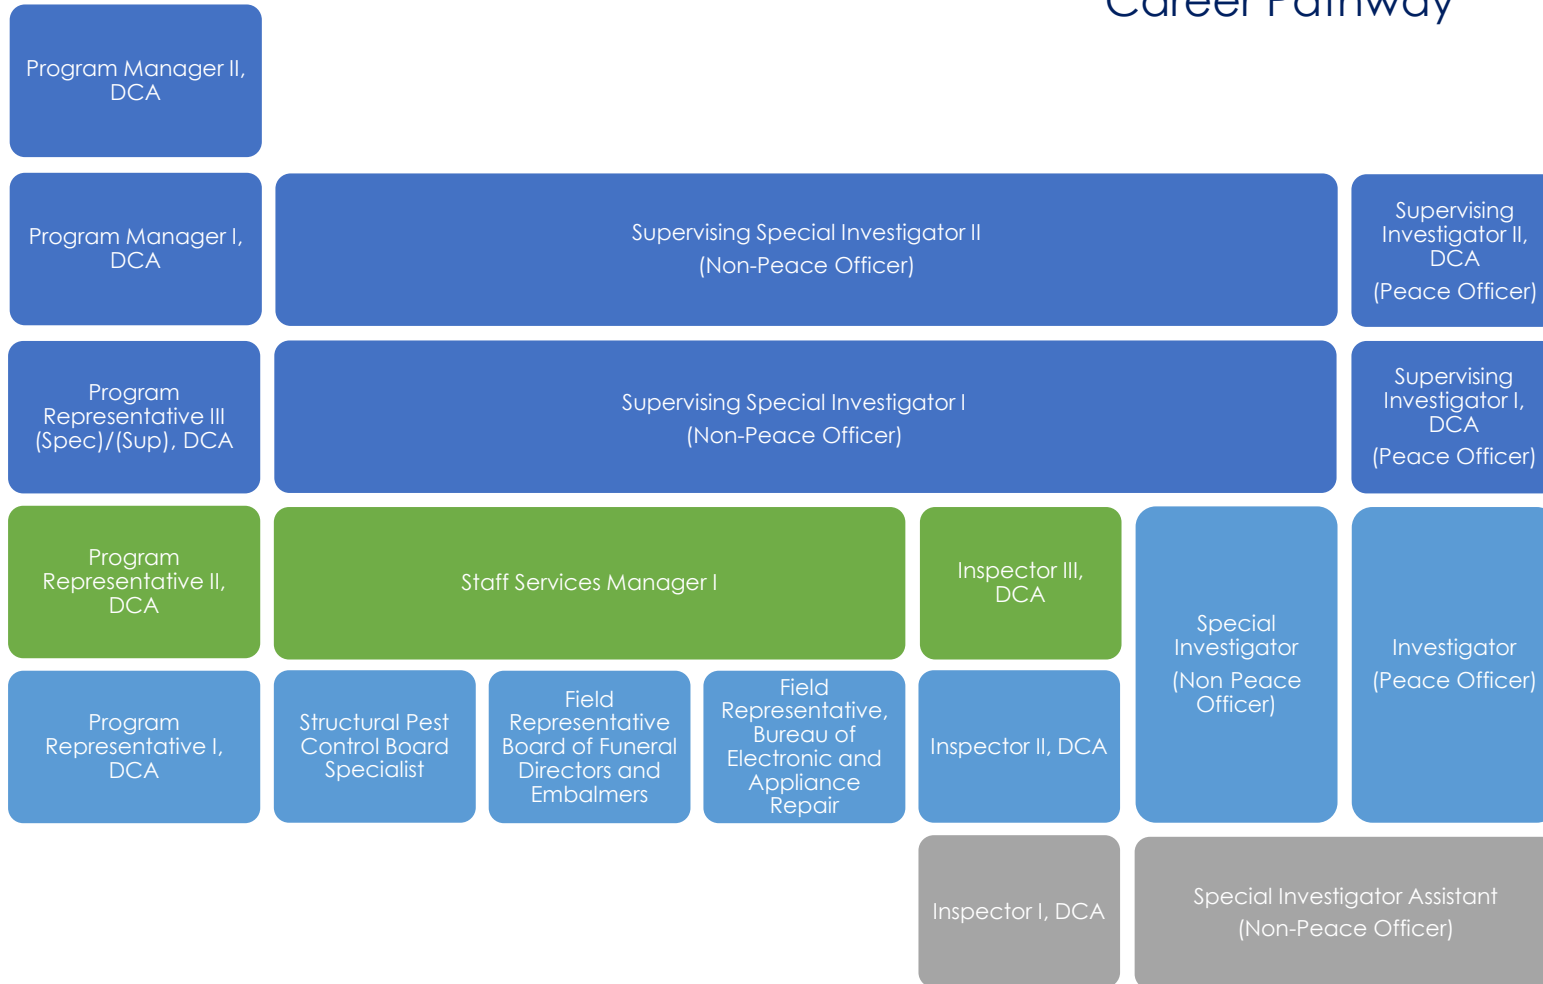 Career Pathway
Program Manager II,
DCA
Program Manager I,
DCA
Supervising Special Investigator II
(Non-Peace Officer)
Supervising
Investigator II,
DCA
(Peace Officer)
Program
Representative III
(Spec)/(Sup), DCA
Supervising Special Investigator I
(Non-Peace Officer)
Supervising
Investigator I,
DCA
(Peace Officer)
Program
Representative II,
DCA
Staff Services Manager I
Inspector III,
DCA
Special
Investigator
(Non Peace
Officer)
Investigator
(Peace Officer)
Program
Representative I,
DCA
Structural Pest
Control Board
Specialist
Field
Representative
Board of Funeral
Directors and
Embalmers
Field
Representative,
Bureau of
Electronic and
Appliance
Repair
Inspector II, DCA
Inspector I, DCA
Special Investigator Assistant
(Non-Peace Officer)